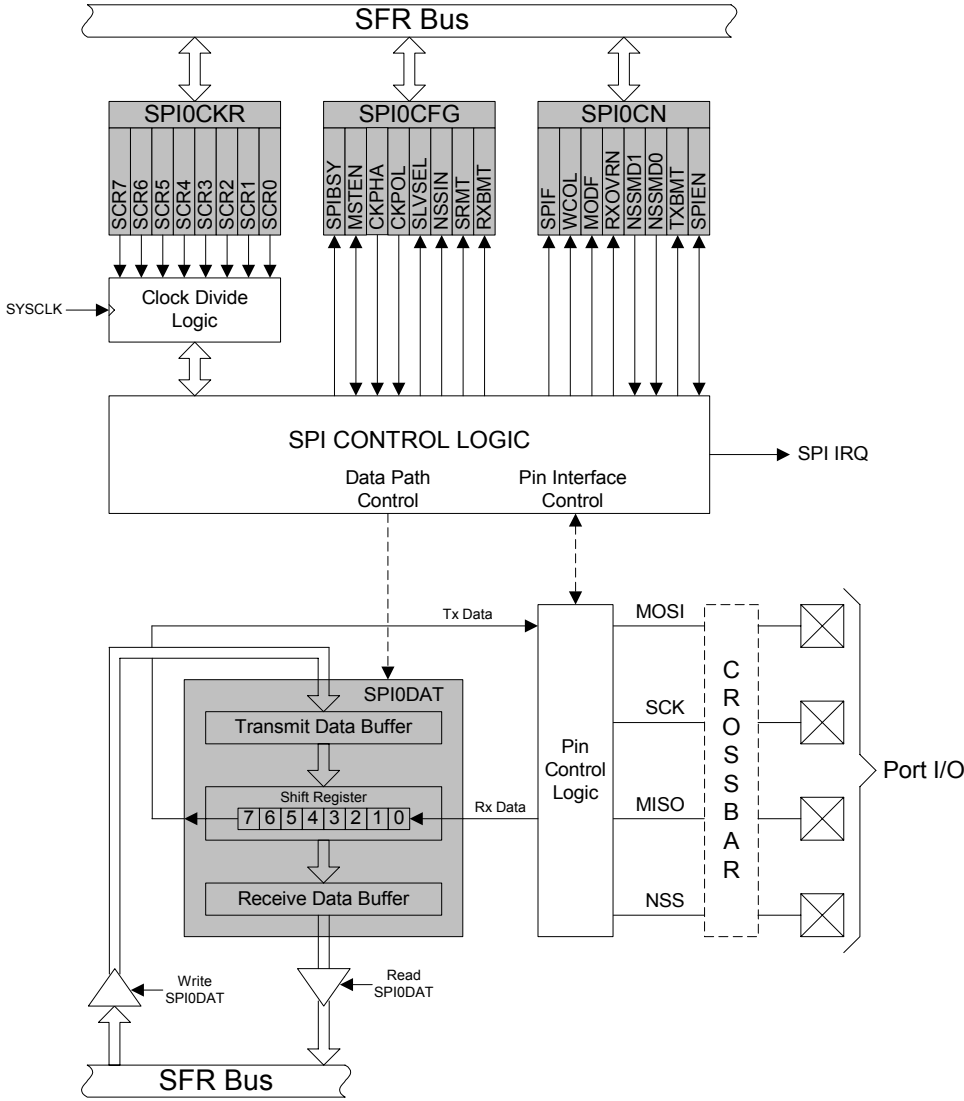 SFR Bus
SPI0CKR
SCR7
SCR6
SCR5
SCR4
SCR3
SCR2
SCR1
SCR0
SPI0CFG
SPIBSY
MSTEN
CKPHA
CKPOL
SLVSEL
NSSIN
SRMT
RXBMT
SPI0CN
SPIF
WCOL
MODF
RXOVRN
NSSMD1
NSSMD0
TXBMT
SPIEN
SYSCLK
Clock Divide
Logic
SPI CONTROL LOGIC
Data Path
Control
Pin Interface
Control
SPI IRQ
Tx Data
SPI0DAT
Transmit Data Buffer
Shift Register
7 6 5 4 3 2 1 0
Rx Data
Receive Data Buffer
Pin
Control
Logic
MOSI
SCK
MISO
NSS
CROSSBAR
Port I/O
Write
SPI0DAT
Read
SPI0DAT
SFR Bus